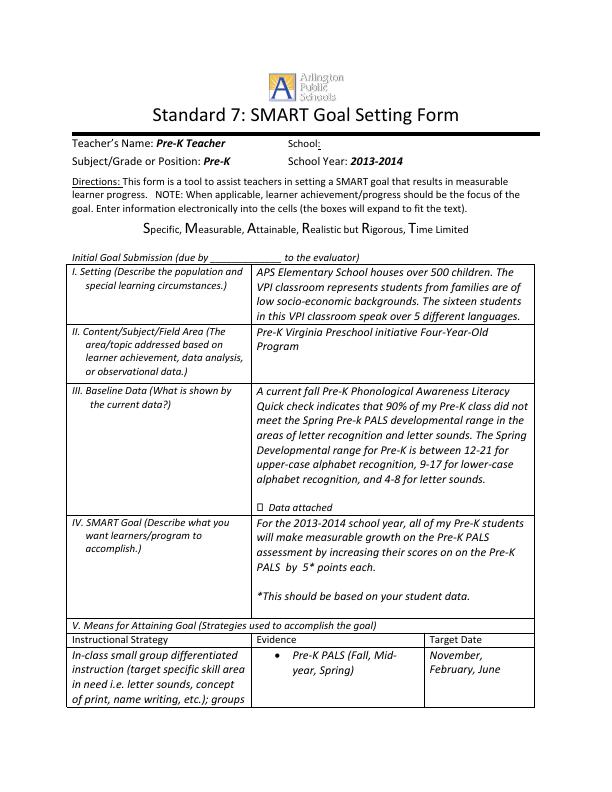 Arlington
Public
Schools
Standard 7: SMART Goal Setting Form
Teacher's Name: Pre-K Teacher School:
Subject/Grade or Position: Pre-K School Year: 2013-2014
Directions: This form is a tool to assist teachers in setting a SMART goal that results in measurable
learner progress. NOTE: When applicable, learner achievement/progress should be the focus of the
goal. Enter information electronically into the cells (the boxes will expand to fit the text).
Specific, Measurable, Attainable, Realistic but Rigorous, Time Limited
Initial Goal Submission (due by _____________ to the evaluator)
I. Setting (Describe the population and
special learning circumstances.)
APS Elementary School houses over 500 children. The
VPI classroom represents students from families are of
low socio-economic backgrounds. The sixteen students
in this VPI classroom speak over 5 different languages.
II. Content/Subject/Field Area (The
area/topic addressed based on
learner achievement, data analysis,
or observational data.)
Pre-K Virginia Preschool initiative Four-Year-Old
Program
III. Baseline Data (What is shown by
the current data?)
A current fall Pre-K Phonological Awareness Literacy
Quick check indicates that 90% of my Pre-K class did not
meet the Spring Pre-k PALS developmental range in the
areas of letter recognition and letter sounds. The Spring
Developmental range for Pre-K is between 12-21 for
upper-case alphabet recognition, 9-17 for lower-case
alphabet recognition, and 4-8 for letter sounds.
☐ Data attached
IV. SMART Goal (Describe what you
want learners/program to
accomplish.)
For the 2013-2014 school year, all of my Pre-K students
will make measurable growth on the Pre-K PALS
assessment by increasing their scores on on the Pre-K
PALS by 5* points each.
*This should be based on your student data.
V. Means for Attaining Goal (Strategies used to accomplish the goal)
Instructional Strategy Evidence Target Date
In-class small group differentiated
instruction (target specific skill area
in need i.e. letter sounds, concept
of print, name writing, etc.); groups
• Pre-K PALS (Fall, Mid-
year, Spring)
November,
February, June